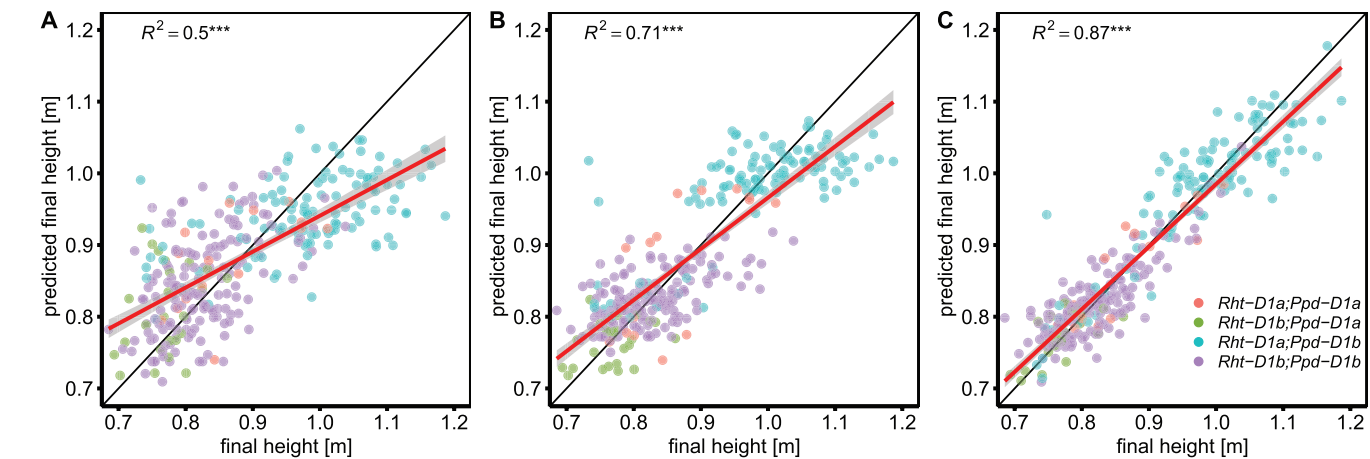 A
R² = 0.5***
predicted final height [m]
1.2
1.1
1.0
0.9
0.8
0.7
0.7 0.8 0.9 1.0 1.1 1.2
final height [m]
B
R² = 0.71***
predicted final height [m]
1.2
1.1
1.0
0.9
0.8
0.7
0.7 0.8 0.9 1.0 1.1 1.2
final height [m]
C
R² = 0.87***
predicted final height [m]
1.2
1.1
1.0
0.9
0.8
0.7
0.7 0.8 0.9 1.0 1.1 1.2
final height [m]
Rht−D1a;Ppd−D1a
Rht−D1b;Ppd−D1a
Rht−D1a;Ppd−D1b
Rht−D1b;Ppd−D1b